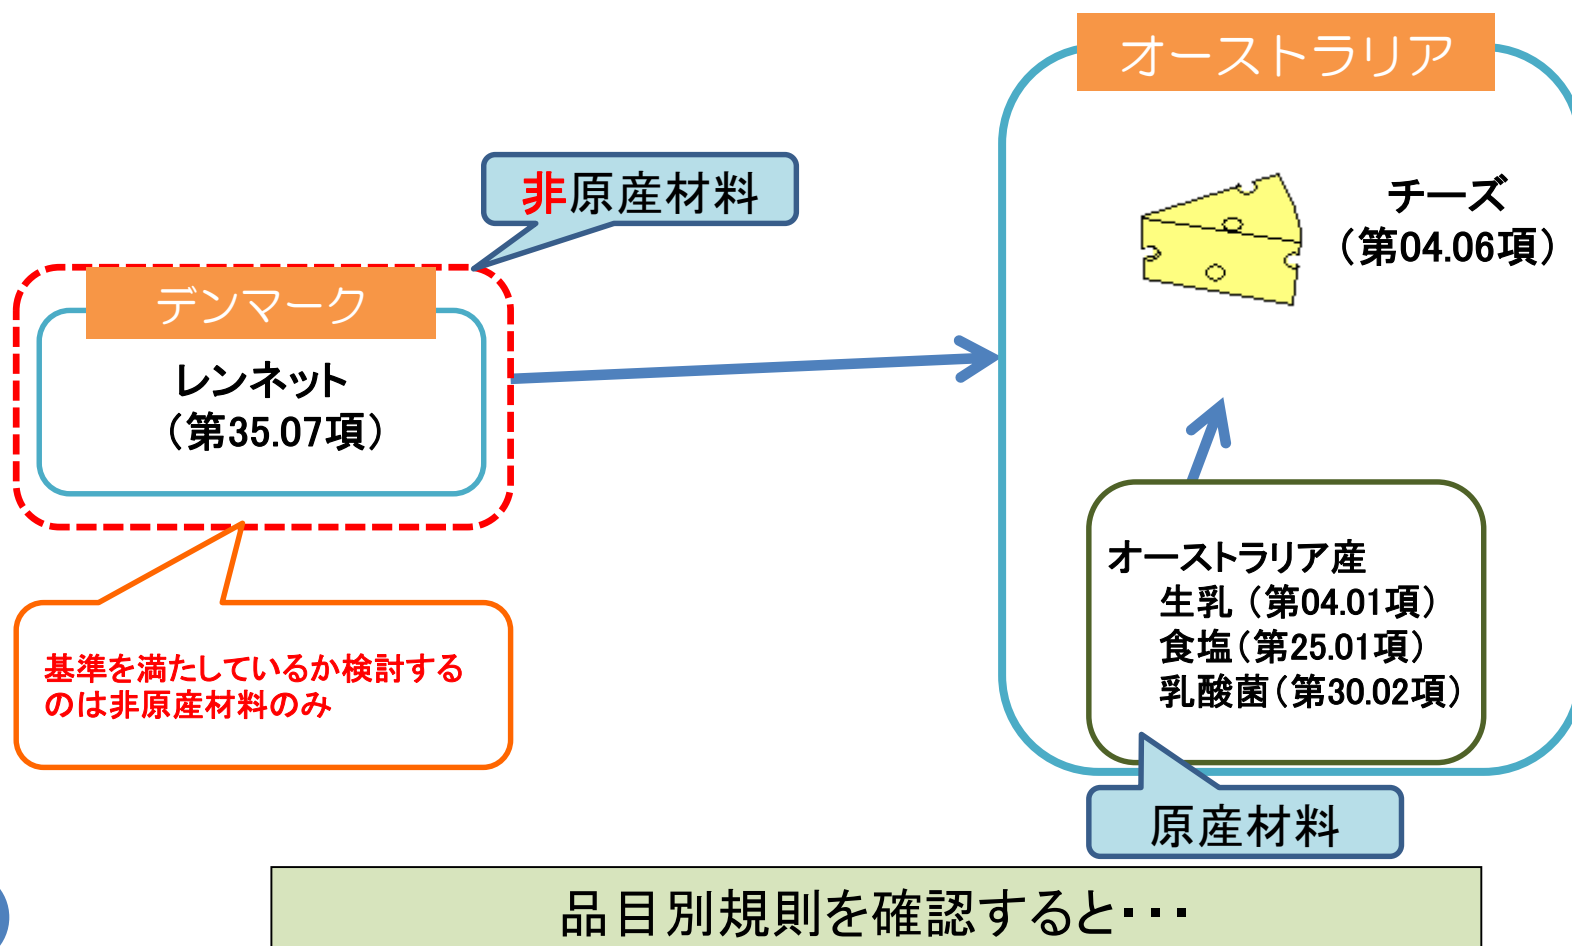 オーストラリア
非原産材料
チーズ
（第04.06項）
デンマーク
レンネット
（第35.07項）
オーストラリア産
生乳（第04.01項）
食塩（第25.01項）
乳酸菌（第30.02項）
基準を満たしているか検討する
のは非原産材料のみ
原産材料
品目別規則を確認すると・・・